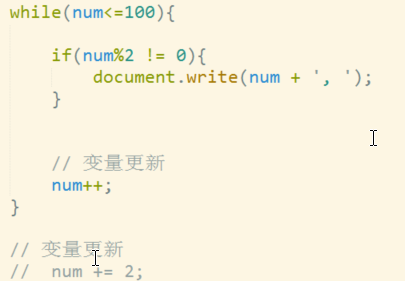 while(num<=100){
if(num%2 != 0){
document.write(num + ', ');
}
// 变量更新
num++;
}
// 变量更新
// num += 2;